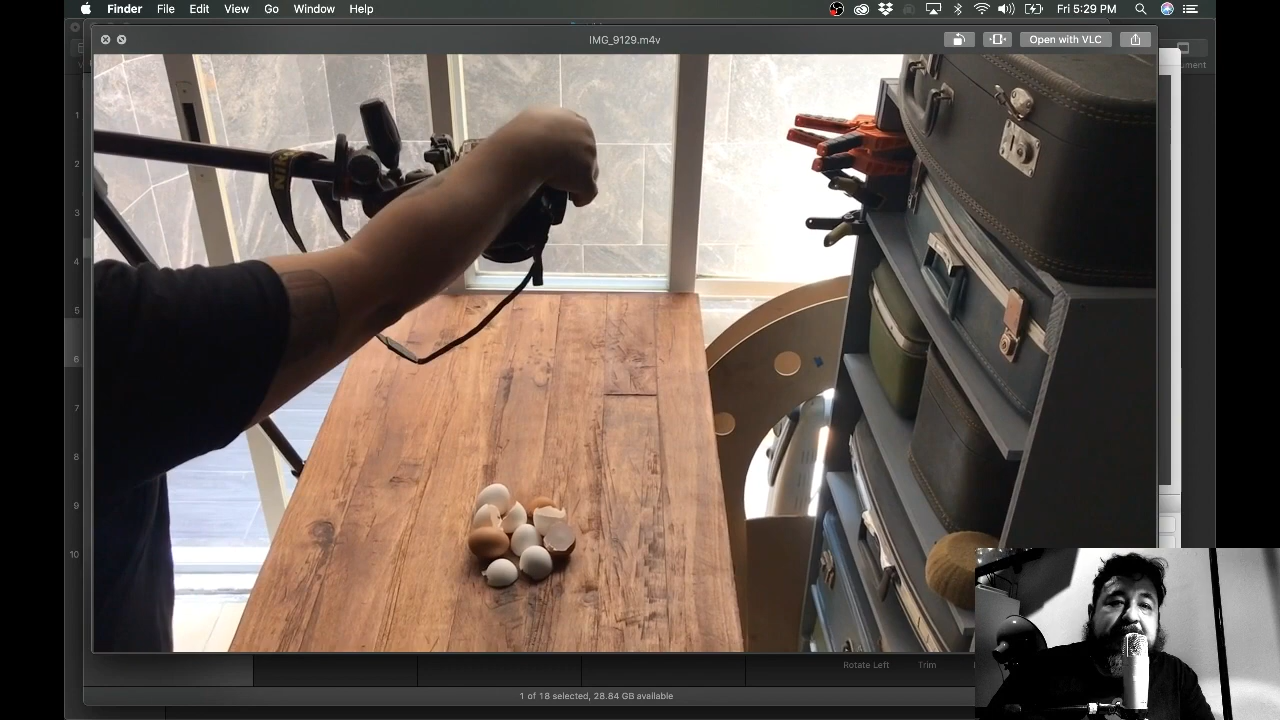 Finder File Edit View Go Window Help Fri 5:29 PM
IMG_9129.m4v
Open with VLC
1
2
3
4
5
6
7
8
9
10
Rotate Left Trim
1 of 18 selected, 28.84 GB available